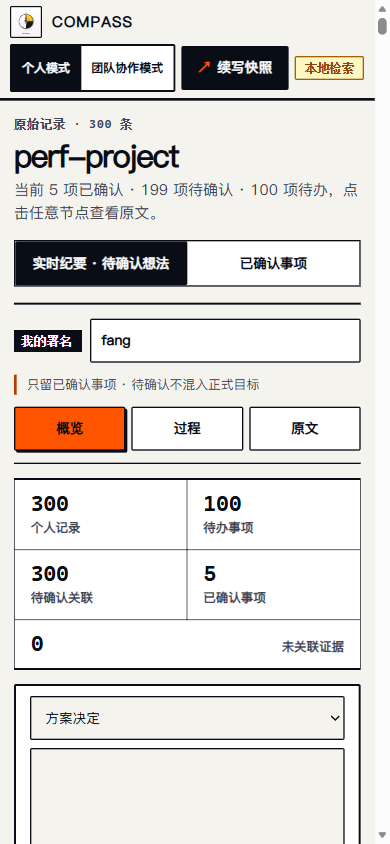 COMPASS
个人模式
团队协作模式
↗ 续写快照
本地检索
原始记录 · 300 条
perf-project
当前 5 项已确认 · 199 项待确认 · 100 项待办，点
击任意节点查看原文。
实时纪要 · 待确认想法
已确认事项
我的署名
fang
只留已确认事项 · 待确认不混入正式目标
概览
过程
原文
300
个人记录
100
待办事项
300
待确认关联
5
已确认事项
0
未关联证据
方案决定